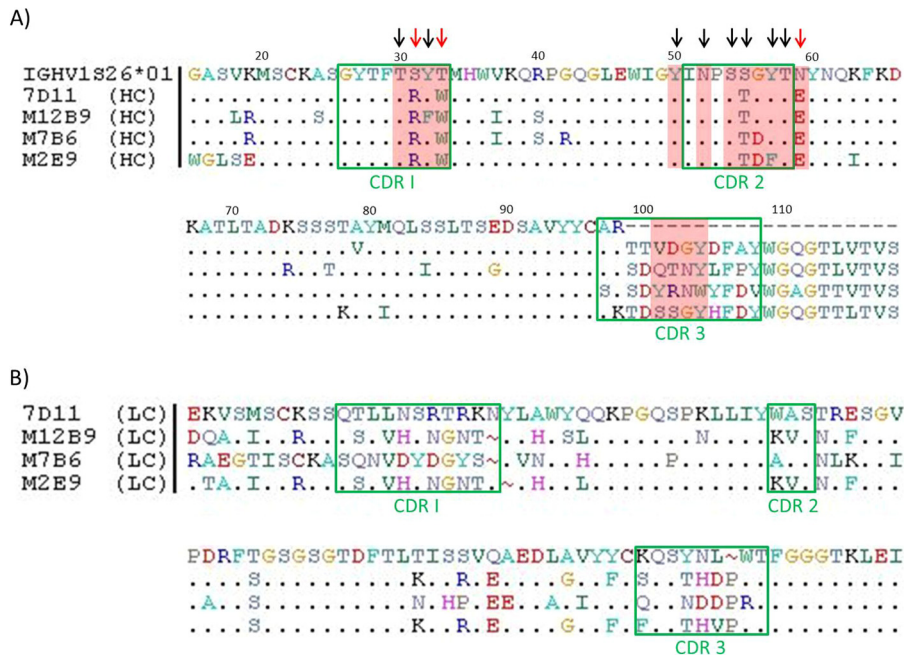 A)
20 30 40 50 60
IGHV1S26*01 GASVKMSCKASGYTFTSYTMHWVKQRPGQGLEWIGYINPSSGYTNYNQKFKD
7D11 (HC) ................R.W.....................T...E.......
M12B9 (HC) ...LR....S......RFW...I..S..............T...E.......
M7B6 (HC) ....R...........R.W...I..S.R............TD..E.......
M2E9 (HC) WGLSE...........R.W.....................TDF.E...I...
CDR I CDR 2
70 80 90 100 110
KATLTADKSSSTAYMQLSSLTSEDSAVYYCAR--------------------
............V...................TTVDGYDFAYWGQGTLVTVS
.......R..T......I....G.........SDQTNYLFPYWGQGTLVTVS
..............................S.SDYRNWYFDVWGAGTTVTVS
...........K..I................KTDSSGYHFDYWGQGTTLTVS
CDR 3
B)
7D11 (LC) EKVSMSCKSSQTLLNSRTRKNYLAWYQQKPGQSPKLLIYWASTRESGV
M12B9 (LC) DQA.I..R...S.VH.NGNT~..H.SL.......N....KV.N.F...
M7B6 (LC) RAEGTISCKASQNVDYDGYS~.VN..H.....P......A..NLK..I
M2E9 (LC) .TA.I..R...S.VH.NGNT.~.H..L............KV.N.F...
CDR I CDR 2
PDRFTGSGSGTDFTLTISSVQAEDLAVYYCKQSYNL~WTFGGGTKLEI
....S..........K..R.E....G..F.S..THDP...........
.A..S..........N.HP.EE..A.I...Q..NDDPR..........
....S..........K..R.E....G..F.F..THVP...........
CDR 3